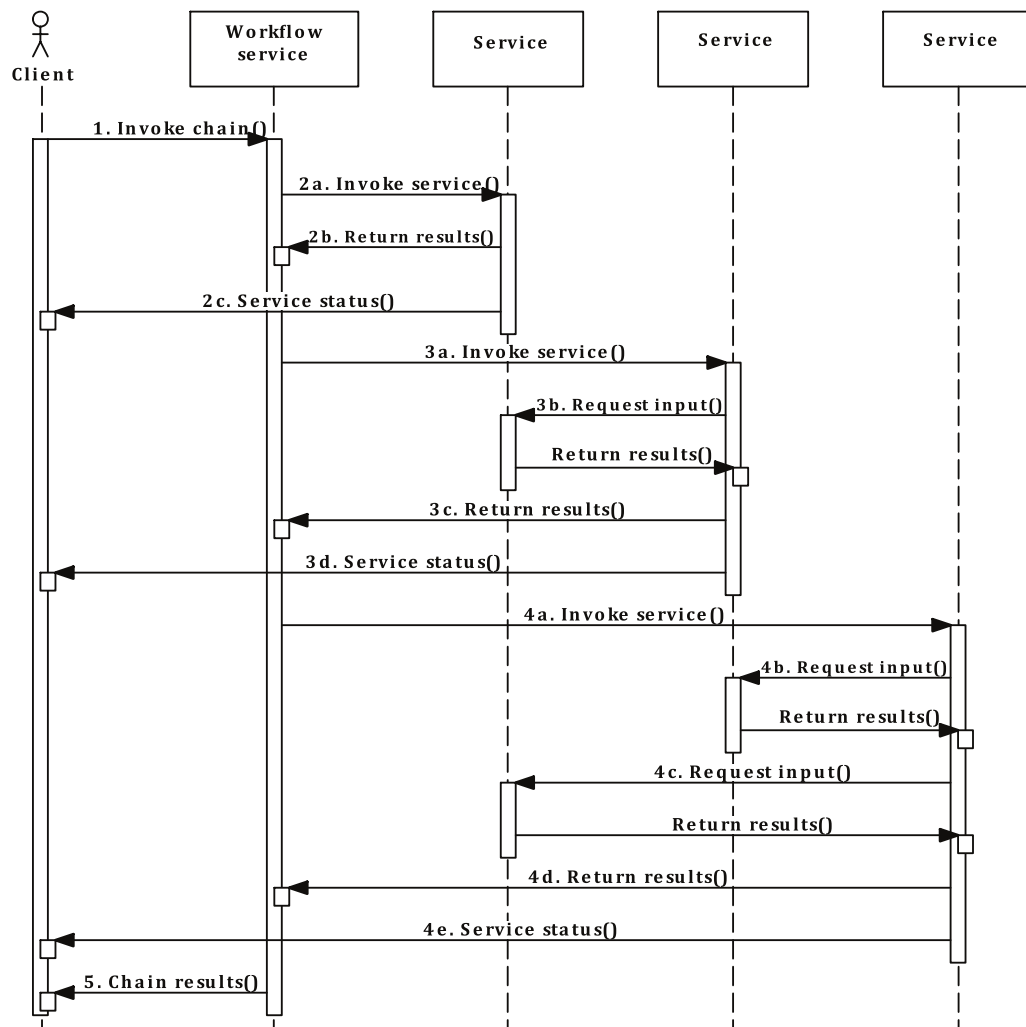 Client
Workflow
service
Service
Service
Service
1. Invoke chain()
2a. Invoke service()
2b. Return results()
2c. Service status()
3a. Invoke service()
3b. Request input()
Return results()
3c. Return results()
3d. Service status()
4a. Invoke service()
4b. Request input()
Return results()
4c. Request input()
Return results()
4d. Return results()
4e. Service status()
5. Chain results()